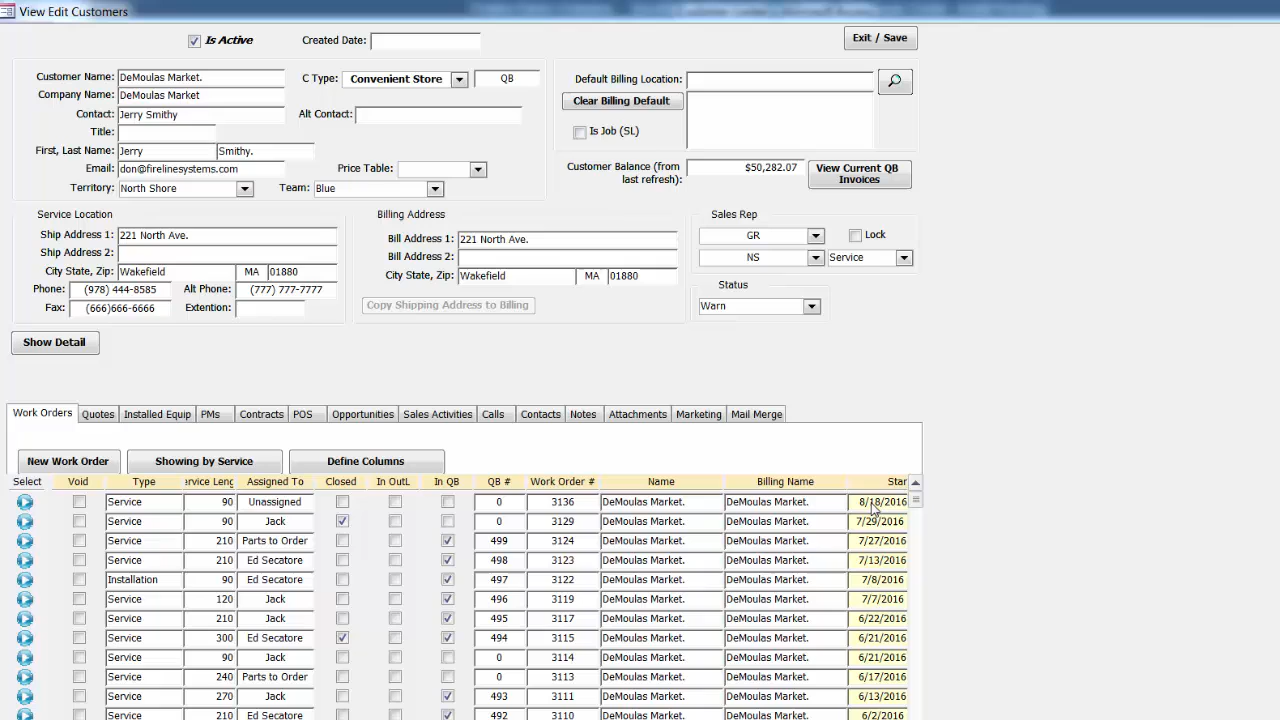 View Edit Customers
Is Active Created Date: Exit / Save
Customer Name: DeMoulas Market. C Type: Convenient Store QB Default Billing Location:
Company Name: DeMoulas Market Clear Billing Default
Contact: Jerry Smithy Alt Contact:
Title: Is Job (SL)
First, Last Name: Jerry Smithy.
Email: don@firelinesystems.com Price Table: Customer Balance (from last refresh): $50,282.07 View Current QB Invoices
Territory: North Shore Team: Blue
Service Location Billing Address Sales Rep
Ship Address 1: 221 North Ave. Bill Address 1: 221 North Ave. GR Lock
Ship Address 2: Bill Address 2: NS Service
City State, Zip: Wakefield MA 01880 City State, Zip: Wakefield MA 01880
Phone: (978) 444-8585 Alt Phone: (777) 777-7777 Status
Fax: (666)666-6666 Extention: Copy Shipping Address to Billing Warn
Show Detail
Work Orders Quotes Installed Equip PMs Contracts POS Opportunities Sales Activities Calls Contacts Notes Attachments Marketing Mail Merge
New Work Order Showing by Service Define Columns
Select Void Type rvice Leng Assigned To Closed In OutL In QB QB # Work Order # Name Billing Name Star
Service 90 Unassigned 0 3136 DeMoulas Market. DeMoulas Market. 8/18/2016
Service 90 Jack 0 3129 DeMoulas Market. DeMoulas Market. 7/29/2016
Service 210 Parts to Order 499 3124 DeMoulas Market. DeMoulas Market. 7/27/2016
Service 210 Ed Secatore 498 3123 DeMoulas Market. DeMoulas Market. 7/13/2016
Installation 90 Ed Secatore 497 3122 DeMoulas Market. DeMoulas Market. 7/8/2016
Service 120 Jack 496 3119 DeMoulas Market. DeMoulas Market. 7/7/2016
Service 210 Jack 495 3117 DeMoulas Market. DeMoulas Market. 6/22/2016
Service 300 Ed Secatore 494 3115 DeMoulas Market. DeMoulas Market. 6/21/2016
Service 90 Jack 0 3114 DeMoulas Market. DeMoulas Market. 6/21/2016
Service 240 Parts to Order 0 3113 DeMoulas Market. DeMoulas Market. 6/17/2016
Service 270 Jack 493 3111 DeMoulas Market. DeMoulas Market. 6/13/2016
Service 210 Ed Secatore 492 3110 DeMoulas Market. DeMoulas Market. 6/2/2016